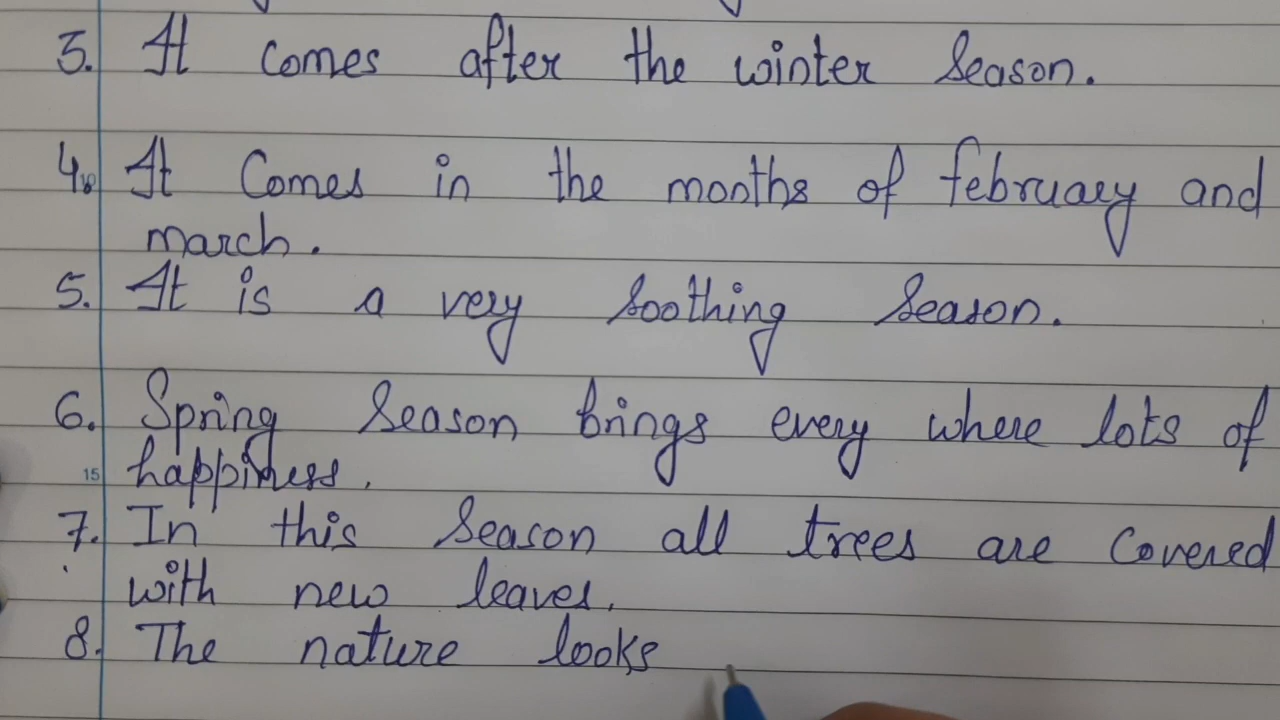 3. It comes after the winter season.
4. It Comes in the months of february and
march.
5. It is a very soothing season.
6. Spring season brings every where lots of
15 happiness.
7. In this season all trees are covered
with new leaves.
8. The nature looks